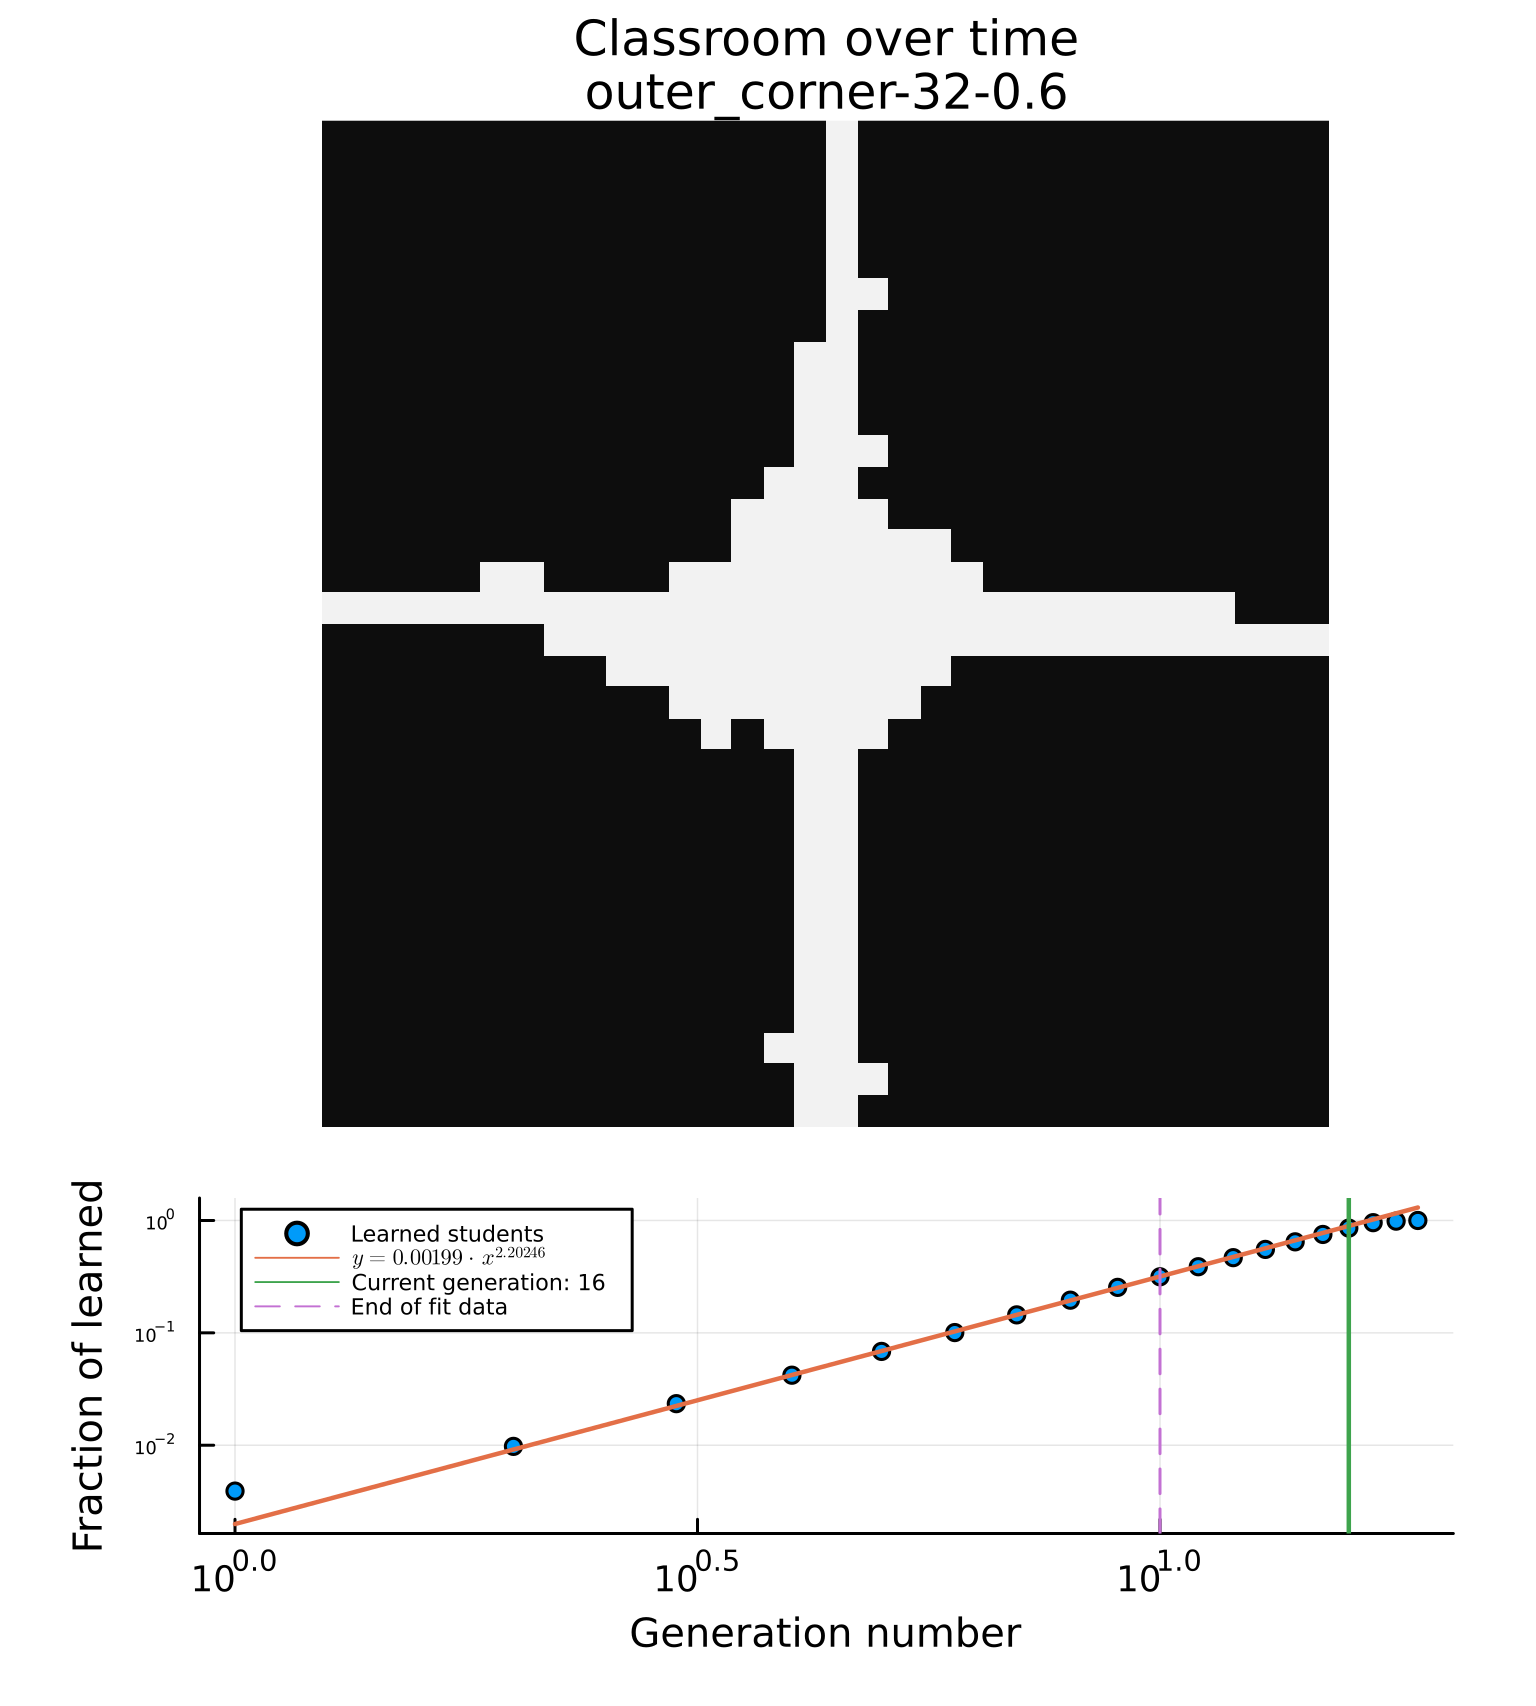 Classroom over time
outer_corner-32-0.6
Fraction of learned
10^0
10^−1
10^−2
Learned students
y = 0.00199 · x^2.20246
Current generation: 16
End of fit data
10^0.0 10^0.5 10^1.0
Generation number